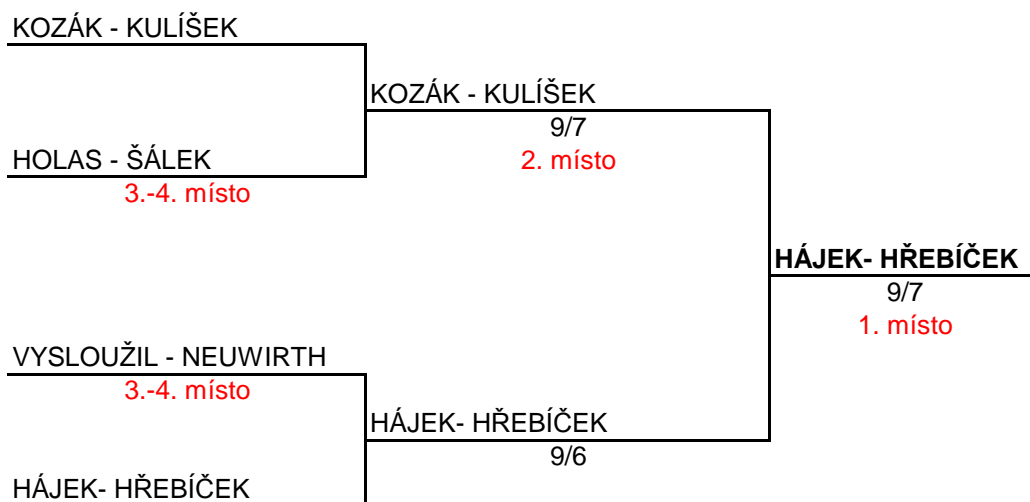 KOZÁK - KULÍŠEK
KOZÁK - KULÍŠEK
9/7
HOLAS - ŠÁLEK
2. místo
3.-4. místo
HÁJEK- HŘEBÍČEK
9/7
1. místo
VYSLOUŽIL - NEUWIRTH
3.-4. místo
HÁJEK- HŘEBÍČEK
9/6
HÁJEK- HŘEBÍČEK